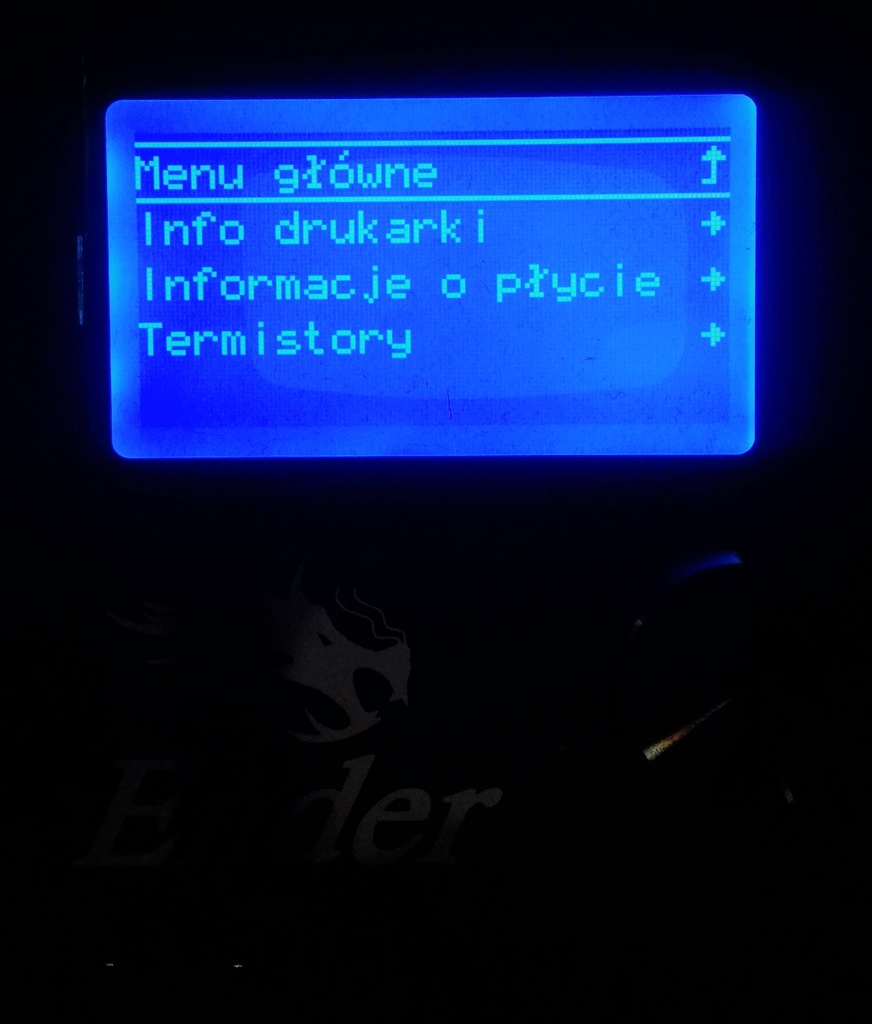 Menu główne
Info drukarki
Informacje o płycie
Termistory
Ender